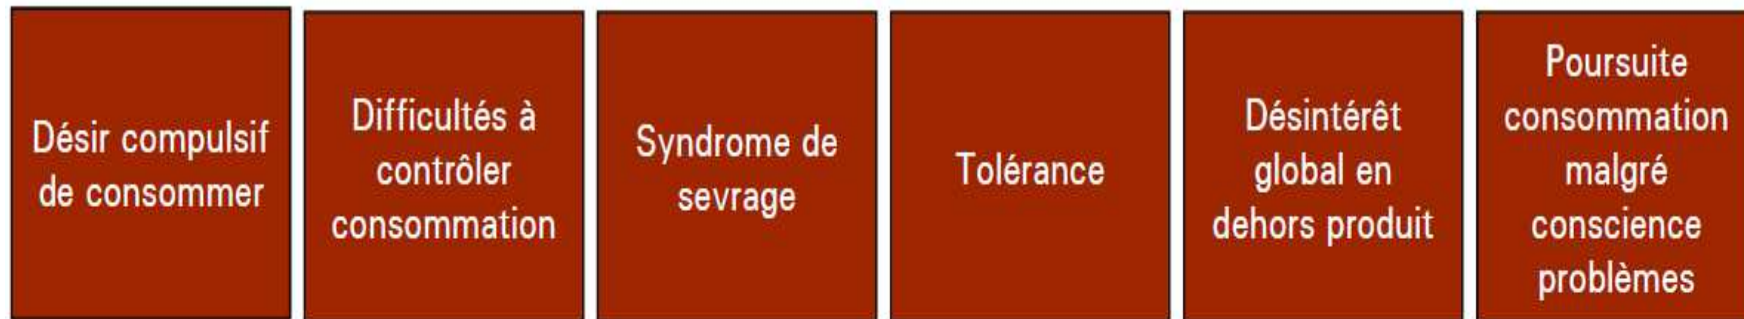 Désir compulsif
de consommer
Difficultés à
contrôler
consommation
Syndrome de
sevrage
Tolérance
Désintérêt
global en
dehors produit
Poursuite
consommation
malgré
conscience
problèmes